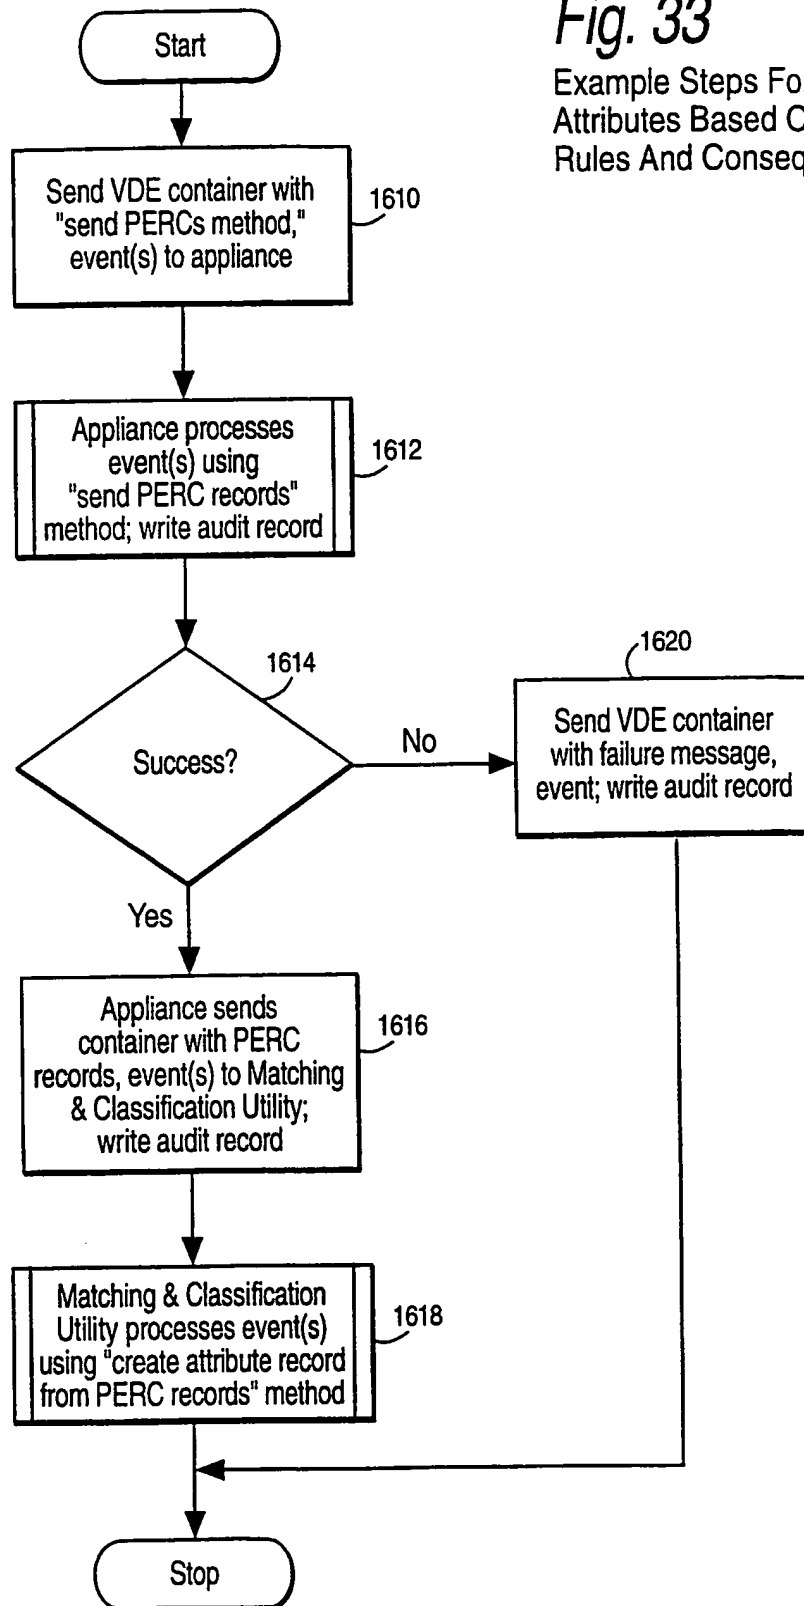 Fig. 33
Example Steps Fo
Attributes Based
Rules And Conseq
Start
Send VDE container with
"send PERCs method,"
event(s) to appliance
1610
Appliance processes
event(s) using
"send PERC records"
method; write audit record
1612
1614
Success?
No
1620
Send VDE container
with failure message,
event; write audit record
Yes
Appliance sends
container with PERC
records, event(s) to Matching
& Classification Utility;
write audit record
1616
Matching & Classification
Utility processes event(s)
using "create attribute record
from PERC records" method
1618
Stop